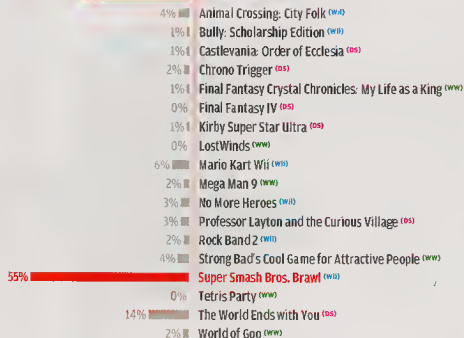 4% Animal Crossing: City Folk (Wii)
1% Bully: Scholarship Edition (Wii)
1% Castlevania: Order of Ecclesia (DS)
2% Chrono Trigger (DS)
1% Final Fantasy Crystal Chronicles: My Life as a King (WW)
0% Final Fantasy IV (DS)
1% Kirby Super Star Ultra (DS)
0% LostWinds (WW)
6% Mario Kart Wii (Wii)
2% Mega Man 9 (WW)
3% No More Heroes (Wii)
3% Professor Layton and the Curious Village (DS)
2% Rock Band 2 (Wii)
4% Strong Bad's Cool Game for Attractive People (WW)
55% Super Smash Bros. Brawl (Wii)
0% Tetris Party (WW)
14% The World Ends with You (DS)
2% World of Goo (WW)